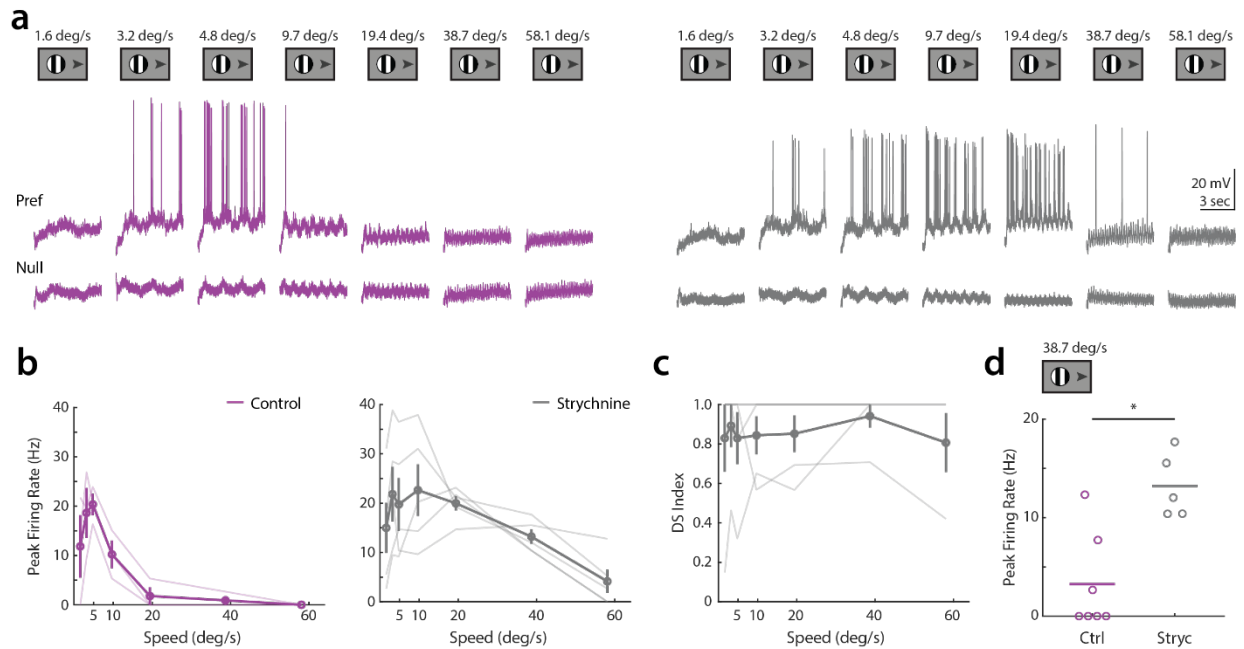 a
1.6 deg/s 3.2 deg/s 4.8 deg/s 9.7 deg/s 19.4 deg/s 38.7 deg/s 58.1 deg/s
1.6 deg/s 3.2 deg/s 4.8 deg/s 9.7 deg/s 19.4 deg/s 38.7 deg/s 58.1 deg/s
Pref
Null
20 mV
3 sec
b
Control
Strychnine
Peak Firing Rate (Hz)
40
30
20
10
0
5 10 20 40 60
Speed (deg/s)
40
30
20
10
0
5 10 20 40 60
Speed (deg/s)
c
DS Index
1.0
0.8
0.6
0.4
0.2
0
5 10 20 40 60
Speed (deg/s)
d
38.7 deg/s
*
Peak Firing Rate (Hz)
20
10
0
Ctrl Stryc